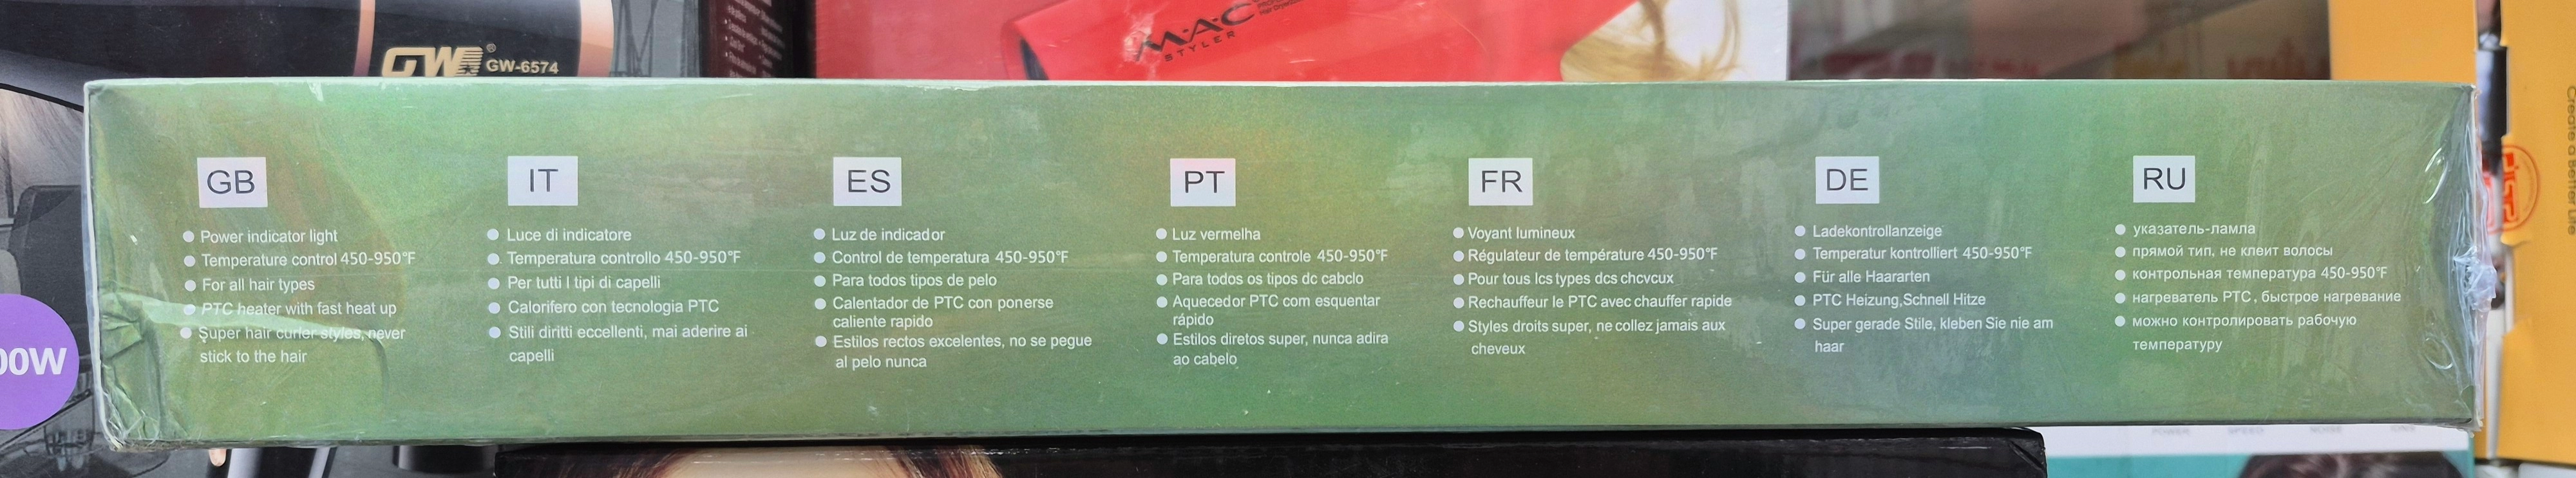 GW® GW-6574
M·A·C
STYLER
00W
GB
Power indicator light
Temperature control 450-950°F
For all hair types
PTC heater with fast heat up
Super hair curler styles, never
stick to the hair
IT
Luce di indicatore
Temperatura controllo 450-950°F
Per tutti I tipi di capelli
Calorifero con tecnologia PTC
Stili diritti eccellenti, mai aderire ai
capelli
ES
Luz de indicador
Control de temperatura 450-950°F
Para todos tipos de pelo
Calentador de PTC con ponerse
caliente rapido
Estilos rectos excelentes, no se pegue
al pelo nunca
PT
Luz vermelha
Temperatura controle 450-950°F
Para todos os tipos dc cabclo
Aquecedor PTC com esquentar
rápido
Estilos diretos super, nunca adira
ao cabelo
FR
Voyant lumineux
Régulateur de température 450-950°F
Pour tous lcs types dcs chcvcux
Rechauffeur le PTC avec chauffer rapide
Styles droits super, ne collez jamais aux
cheveux
DE
Ladekontrollanzeige
Temperatur kontrolliert 450-950°F
Für alle Haararten
PTC Heizung,Schnell Hitze
Super gerade Stile, kleben Sie nie am
haar
RU
указатель-ламла
прямой тип, не клеит волосы
контрольная температура 450-950°F
нагреватель PTC, быстрое нагревание
можно контролировать рабочую
температуру
Create a better life